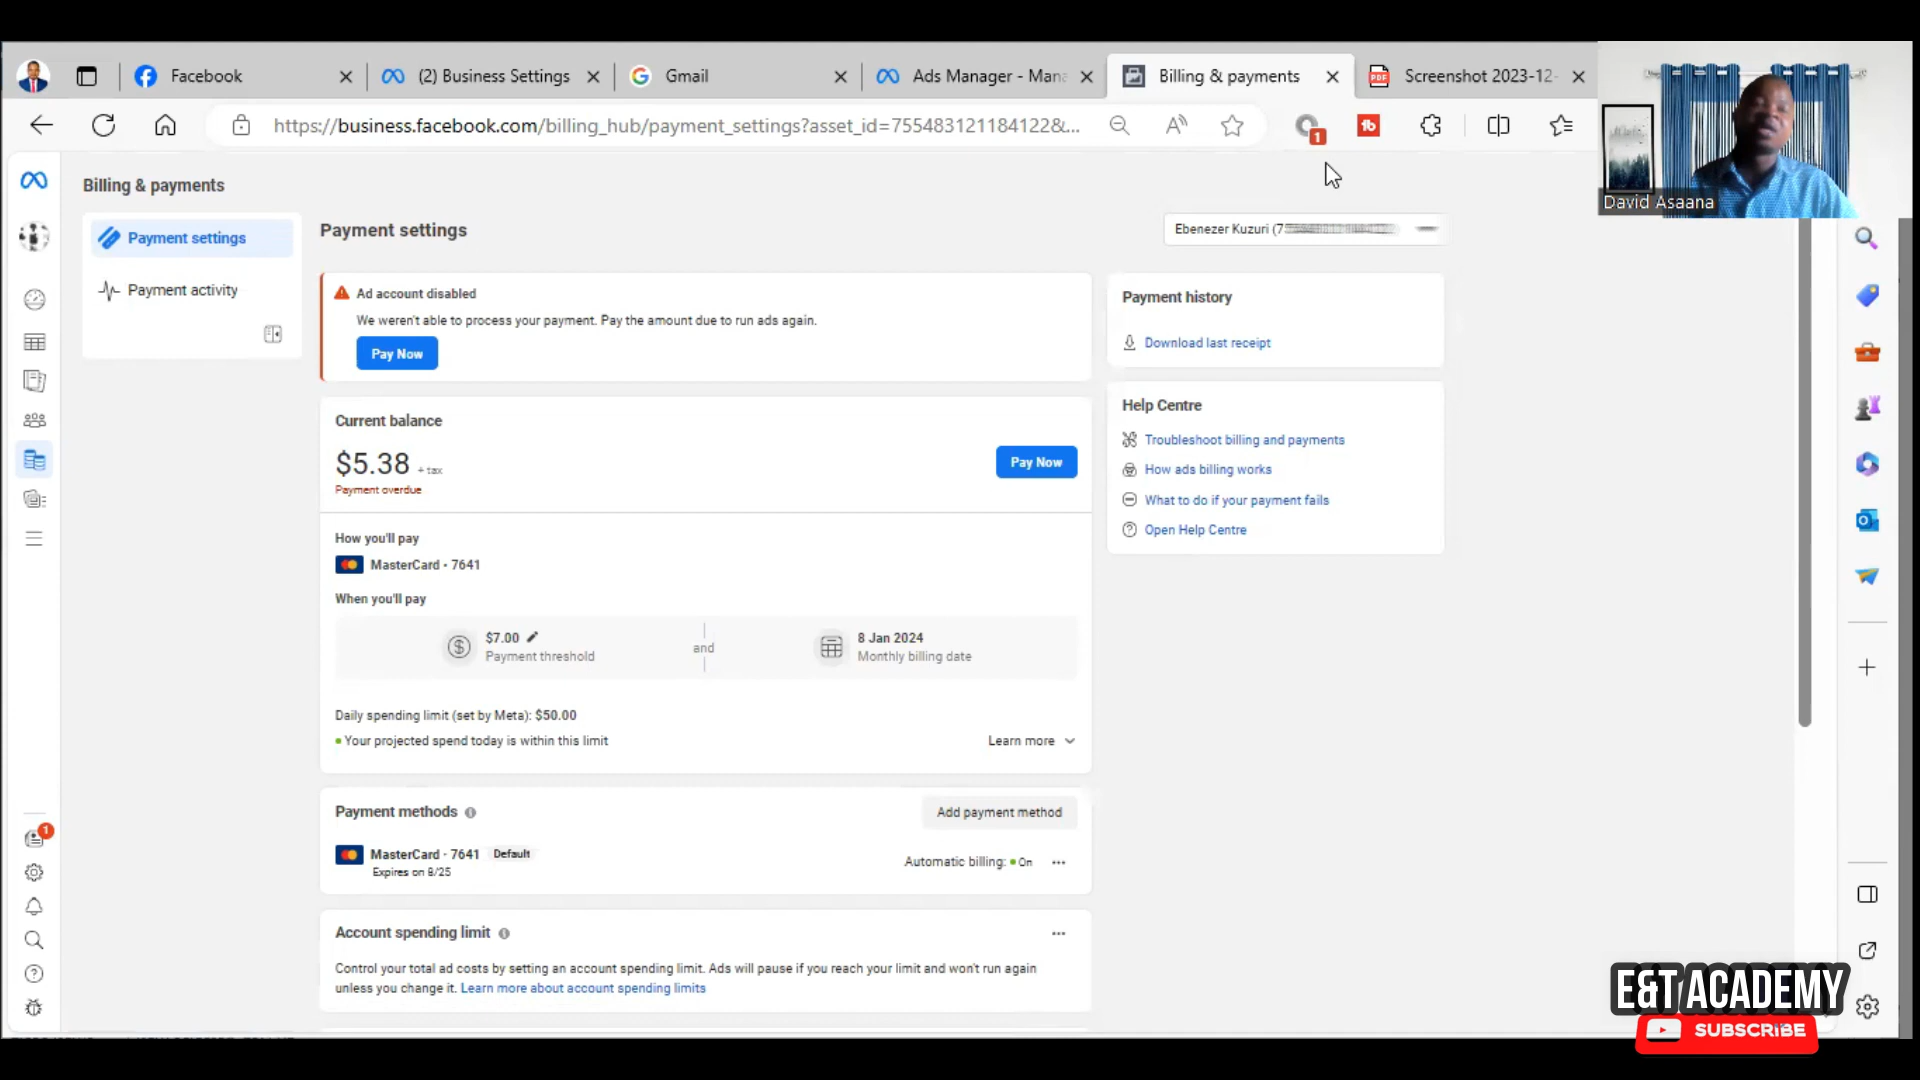 Facebook
(2) Business Settings
Gmail
Ads Manager - Mana
Billing & payments
PDF
Screenshot 2023-12-
https://business.facebook.com/billing_hub/payment_settings?asset_id=755483121184122&...
1
tb
David Asaana
Billing & payments
Payment settings
Payment activity
Payment settings
Ebenezer Kuzuri (7
Ad account disabled
We weren't able to process your payment. Pay the amount due to run ads again.
Pay Now
Current balance
$5.38 + tax
Payment overdue
Pay Now
How you'll pay
MasterCard · 7641
When you'll pay
$7.00
Payment threshold
and
8 Jan 2024
Monthly billing date
Daily spending limit (set by Meta): $50.00
Your projected spend today is within this limit
Learn more
Payment methods
Add payment method
MasterCard · 7641 Default
Expires on 8/25
Automatic billing: On
Account spending limit
Control your total ad costs by setting an account spending limit. Ads will pause if you reach your limit and won't run again
unless you change it. Learn more about account spending limits
Payment history
Download last receipt
Help Centre
Troubleshoot billing and payments
How ads billing works
What to do if your payment fails
Open Help Centre
1
E&T ACADEMY
SUBSCRIBE